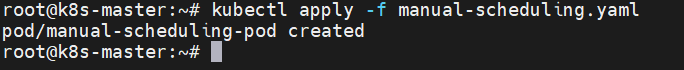 root@k8s-master:~# kubectl apply -f manual-scheduling.yaml
pod/manual-scheduling-pod created
root@k8s-master:~#